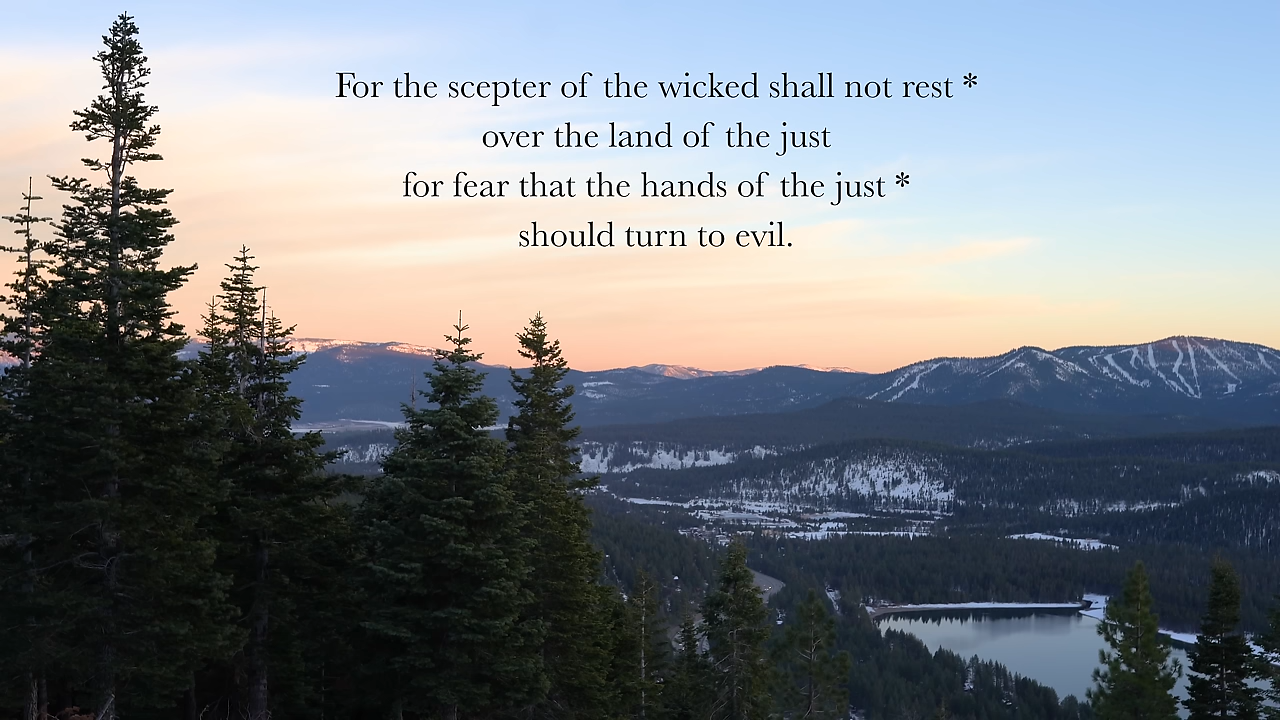 For the scepter of the wicked shall not rest *
over the land of the just
for fear that the hands of the just *
should turn to evil.